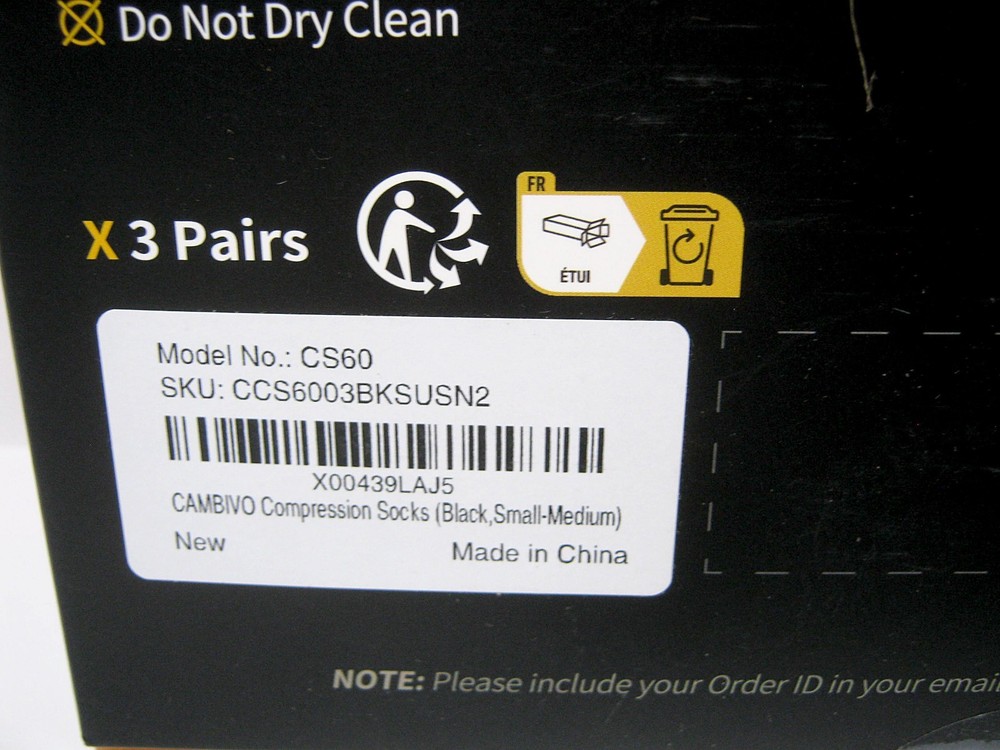 Do Not Dry Clean
X 3 Pairs
FR
ÉTUI
Model No.: CS60
SKU: CCS6003BKSUSN2
X00439LAJ5
CAMBIVO Compression Socks (Black,Small-Medium)
New
Made in China
NOTE: Please include your Order ID in your email